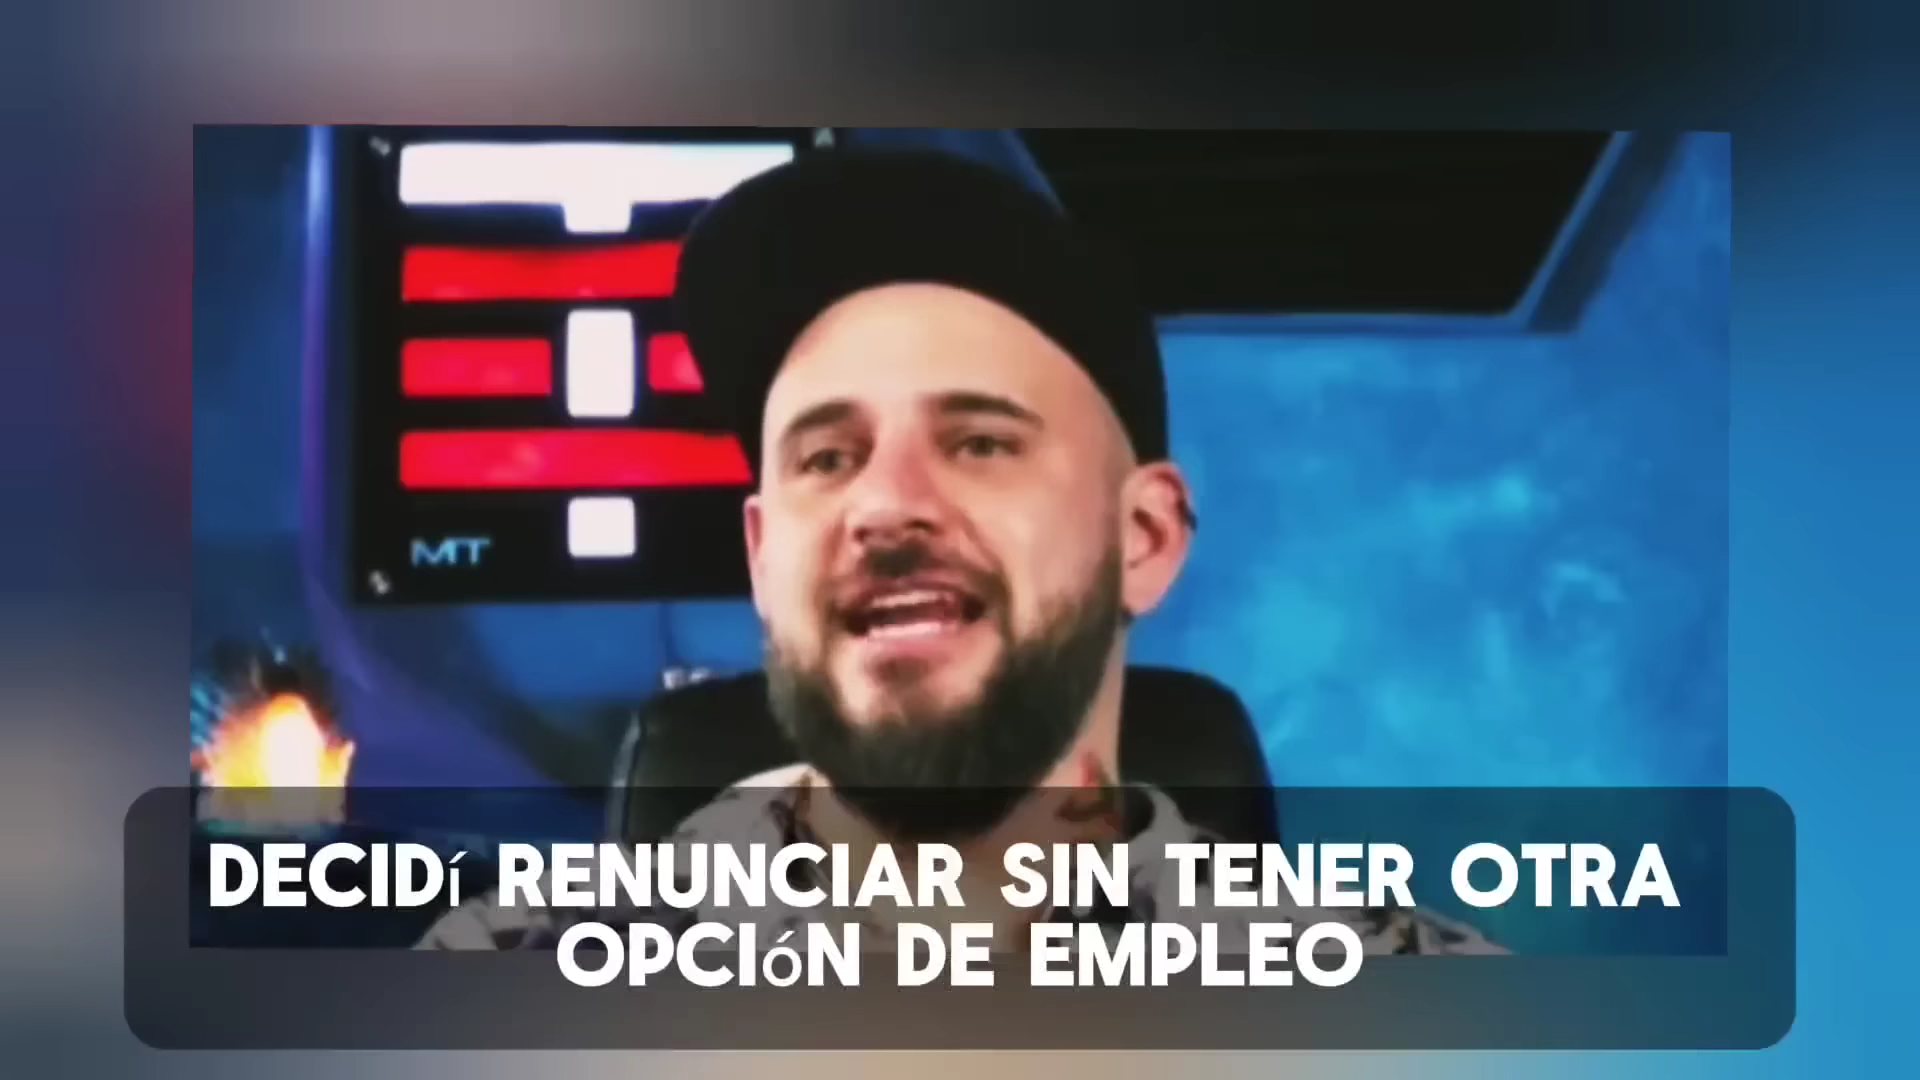 MT
DECIDí RENUNCIAR SIN TENER OTRA
OPCIóN DE EMPLEO